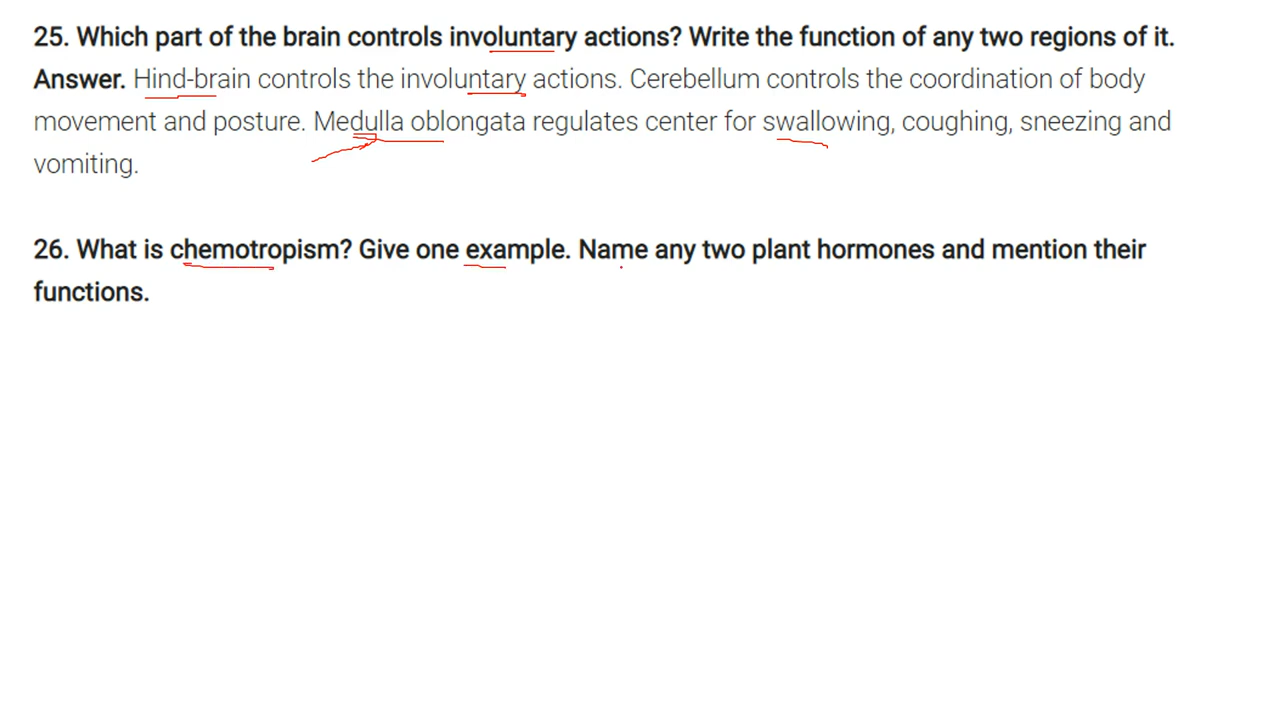 25. Which part of the brain controls involuntary actions? Write the function of any two regions of it.
Answer. Hind-brain controls the involuntary actions. Cerebellum controls the coordination of body
movement and posture. Medulla oblongata regulates center for swallowing, coughing, sneezing and
vomiting.
26. What is chemotropism? Give one example. Name any two plant hormones and mention their
functions.